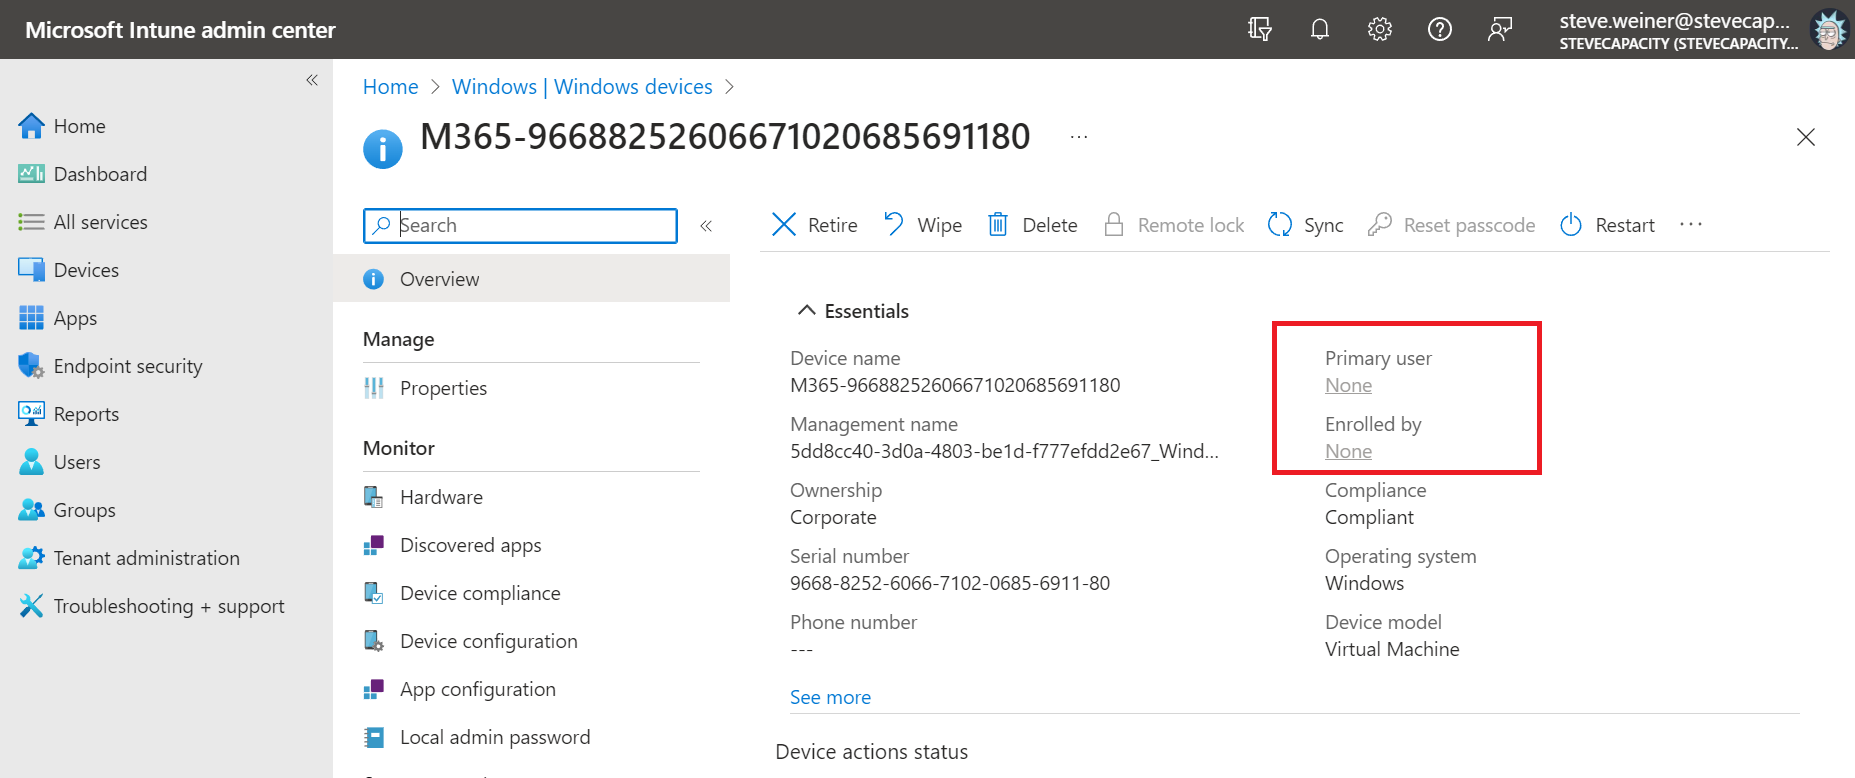 Microsoft Intune admin center
steve.weiner@stevecap...
STEVECAPACITY (STEVECAPACITY...
Home
Dashboard
All services
Devices
Apps
Endpoint security
Reports
Users
Groups
Tenant administration
Troubleshooting + support
Home > Windows | Windows devices >
M365-96688252606671020685691180 ...
Search
Overview
Manage
Properties
Monitor
Hardware
Discovered apps
Device compliance
Device configuration
App configuration
Local admin password
Retire Wipe Delete Remote lock Sync Reset passcode Restart ...
Essentials
Device name
M365-96688252606671020685691180
Management name
5dd8cc40-3d0a-4803-be1d-f777efdd2e67_Wind...
Ownership
Corporate
Serial number
9668-8252-6066-7102-0685-6911-80
Phone number
---
See more
Primary user
None
Enrolled by
None
Compliance
Compliant
Operating system
Windows
Device model
Virtual Machine
Device actions status